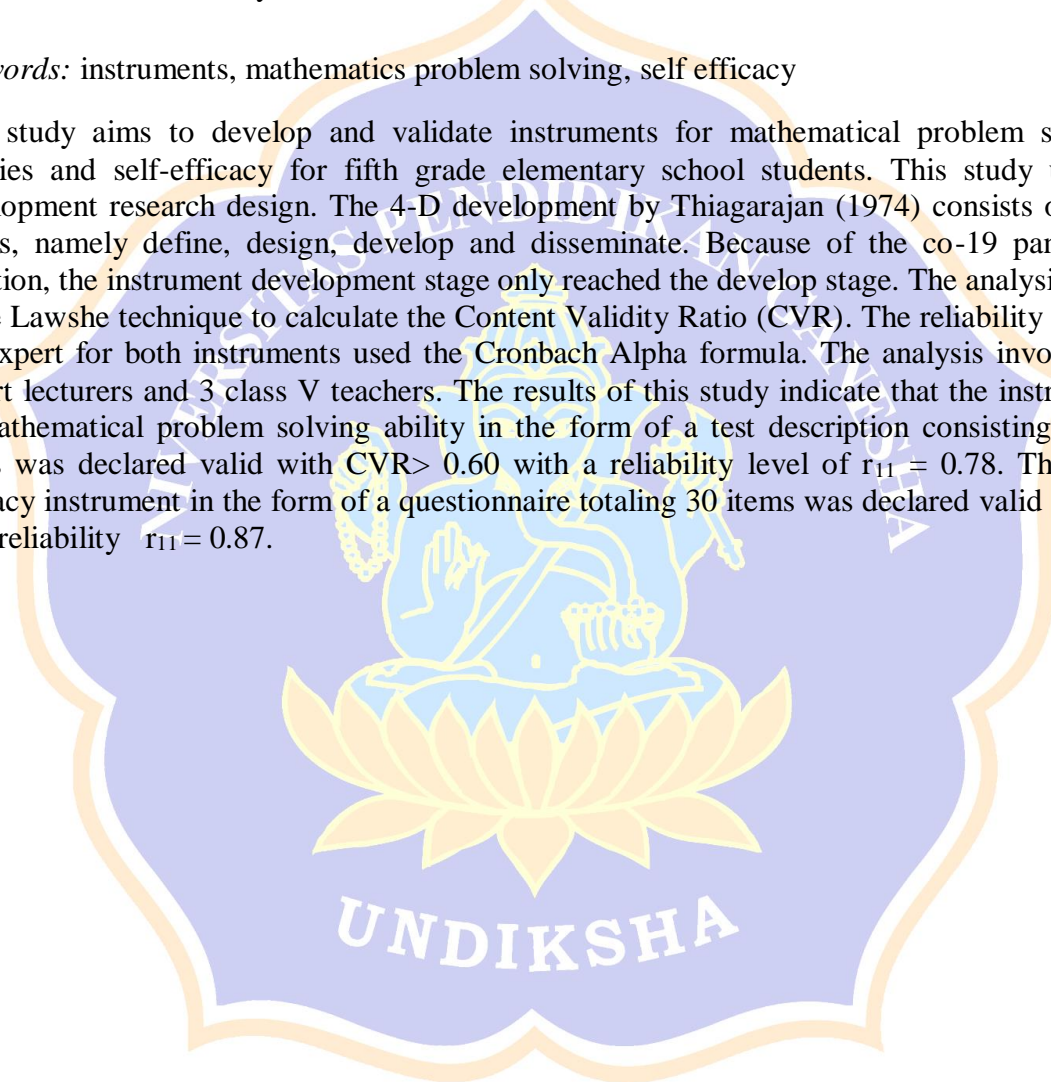 words: instruments, mathematics problem solving, self efficacy
study aims to develop and validate instruments for mathematical problem s
ies and self-efficacy for fifth grade elementary school students. This study
lopment research design. The 4-D development by Thiagarajan (1974) consists o
s, namely define, design, develop and disseminate. Because of the co-19 pan
tion, the instrument development stage only reached the develop stage. The analysis
e Lawshe technique to calculate the Content Validity Ratio (CVR). The reliability
xpert for both instruments used the Cronbach Alpha formula. The analysis invo
rt lecturers and 3 class V teachers. The results of this study indicate that the instr
athematical problem solving ability in the form of a test description consisting
s was declared valid with CVR> 0.60 with a reliability level of r11 = 0.78. Th
acy instrument in the form of a questionnaire totaling 30 items was declared valid
reliability r11 = 0.87.
UNIVERSITAS PENDIDIKAN GANESHA
UNDIKSHA